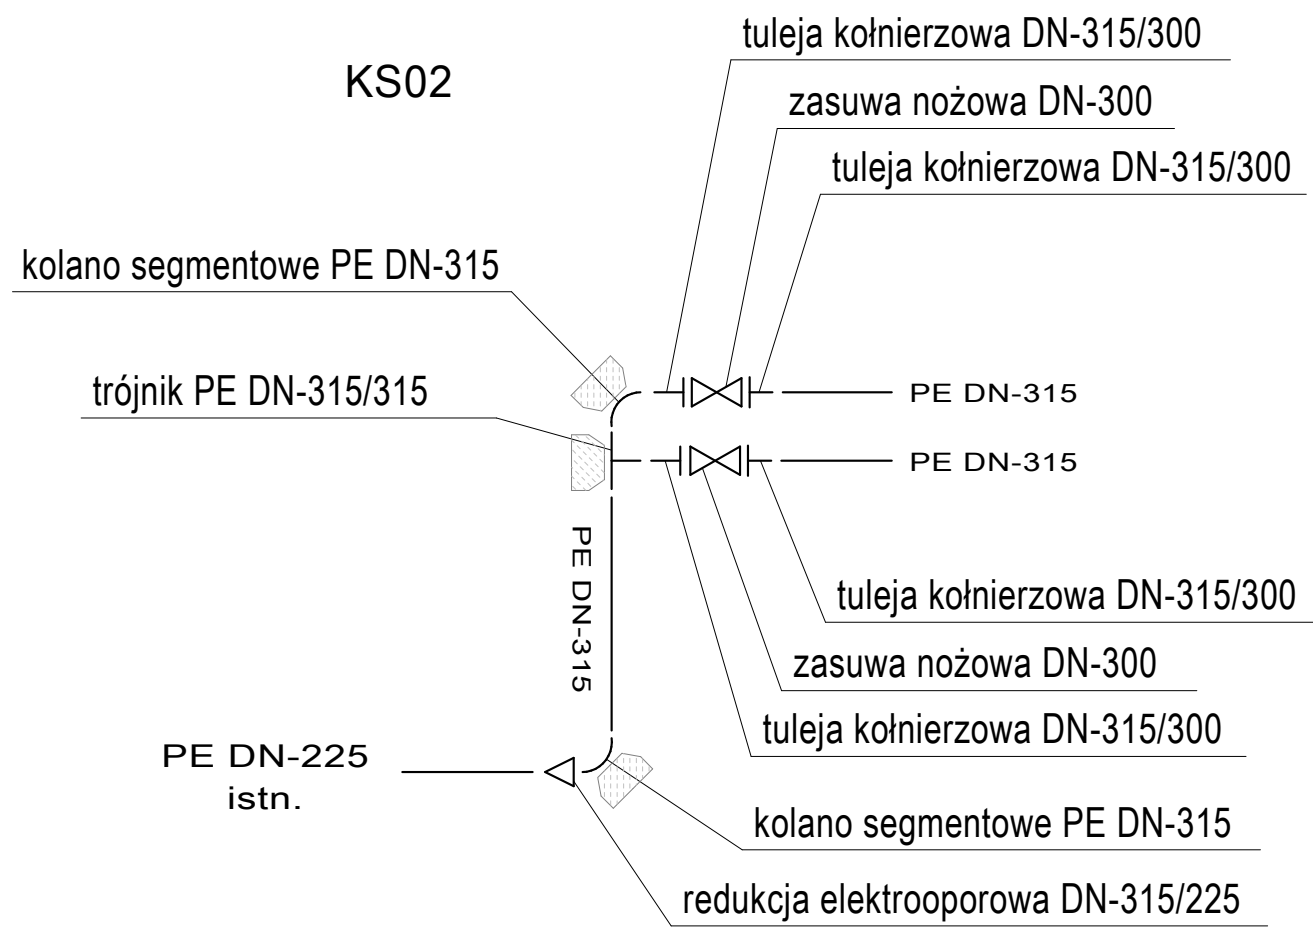 tuleja kołnierzowa DN-315/300
KS02
zasuwa nożowa DN-300
tuleja kołnierzowa DN-315/300
kolano segmentowe PE DN-315
trójnik PE DN-315/315
PE DN-315
PE DN-315
PE DN-315
tuleja kołnierzowa DN-315/300
zasuwa nożowa DN-300
tuleja kołnierzowa DN-315/300
PE DN-225
istn.
kolano segmentowe PE DN-315
redukcja elektrooporowa DN-315/225